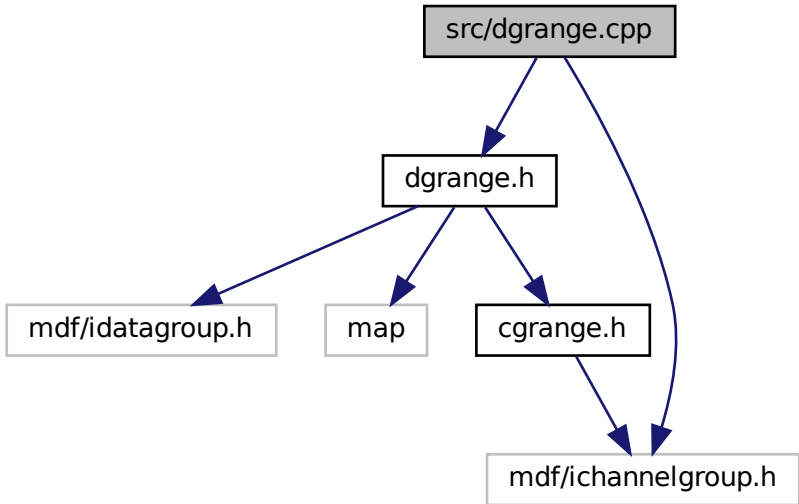 src/dgrange.cpp
dgrange.h
mdf/idatagroup.h
map
cgrange.h
mdf/ichannelgroup.h